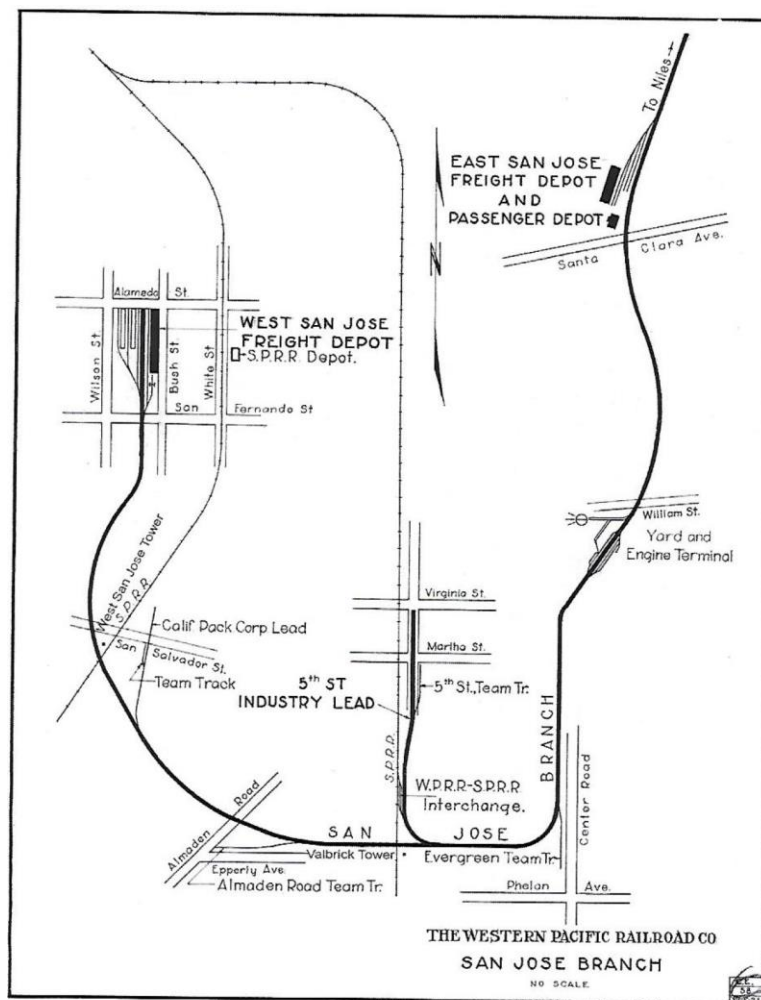 To Niles
EAST SAN JOSE
FREIGHT DEPOT
AND
PASSENGER DEPOT
N
Santa Clara Ave.
Alameda St.
WEST SAN JOSE
FREIGHT DEPOT
S.P.R.R. Depot.
Wilson St.
Bush St.
White St
San Fernando St
William St.
Yard and
Engine Terminal
West San Jose Tower
S.P.R.R.
Virginia St.
Calif. Pack Corp. Lead
Martha St.
San Salvador St.
Team Track
5th ST
INDUSTRY LEAD
5th St., Team Tr.
BRANCH
S.P.R.R.
W.P.R.R-S.P.R.R
Interchange.
Center Road
Almaden Road
SAN JOSE
Valbrick Tower
Evergreen Team Tr.
Epperly Ave
Almaden Road Team Tr.
Phelan Ave.
THE WESTERN PACIFIC RAILROAD CO
SAN JOSE BRANCH
NO SCALE